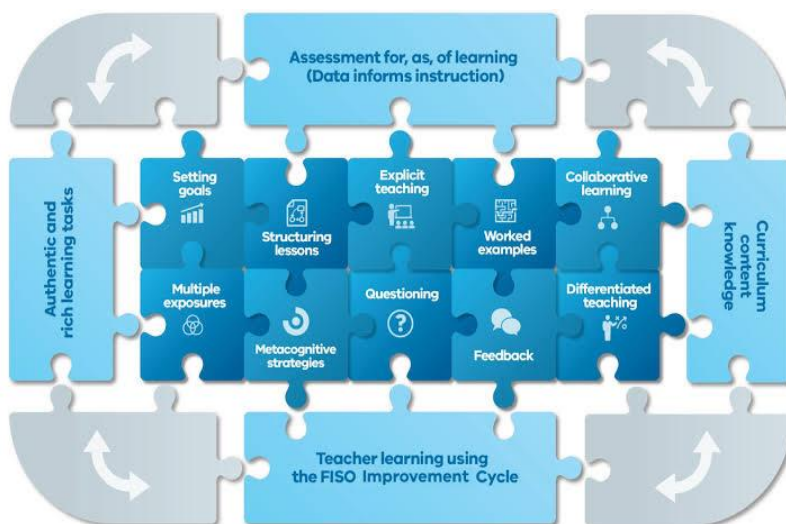 Assessment for, as, of learning
(Data informs instruction)
Authentic and
rich learning tasks
Setting
goals
Structuring
lessons
Explicit
teaching
Worked
examples
Collaborative
learning
Multiple
exposures
Metacognitive
strategies
Questioning
?
Feedback
Differentiated
teaching
Curriculum
content
knowledge
Teacher learning using
the FISO Improvement Cycle